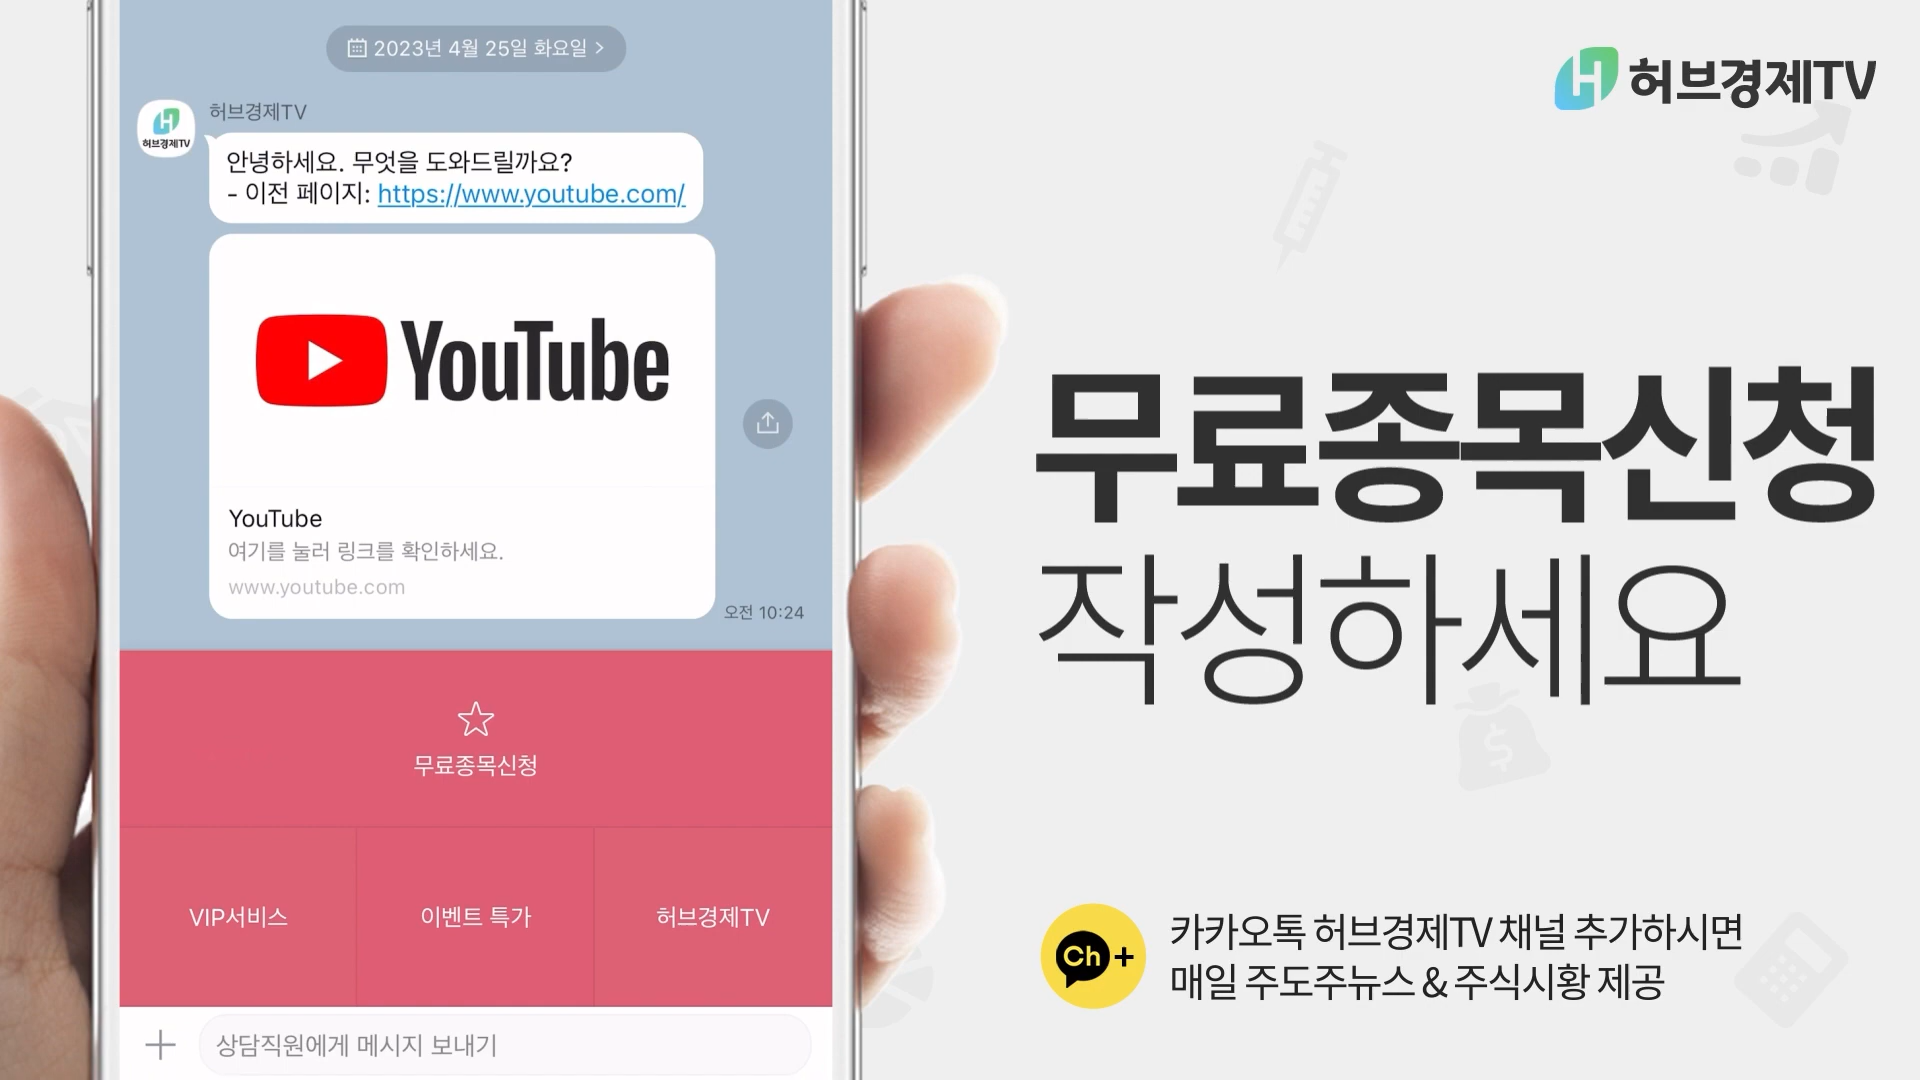 2023년 4월 25일 화요일 >
허브경제TV
허브경제TV
안녕하세요. 무엇을 도와드릴까요?
- 이전 페이지: https://www.youtube.com/
YouTube
YouTube
여기를 눌러 링크를 확인하세요.
www.youtube.com
오전 10:24
무료종목신청
VIP서비스
이벤트 특가
허브경제TV
상담직원에게 메시지 보내기
허브경제TV
무료종목신청
작성하세요
Ch+
카카오톡 허브경제TV 채널 추가하시면
매일 주도주뉴스 & 주식시황 제공